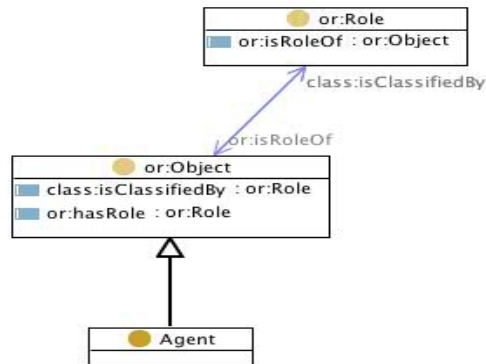 or:Role
or:isRoleOf : or:Object
class:isClassifiedBy
or:isRoleOf
or:Object
class:isClassifiedBy : or:Role
or:hasRole : or:Role
Agent